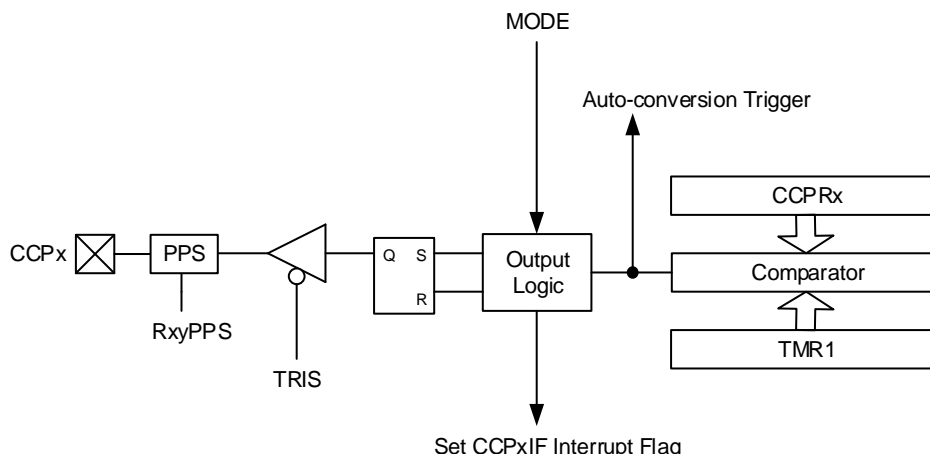 MODE
Auto-conversion Trigger
CCPRx
CCPx
PPS
Q
S
R
Output
Logic
Comparator
RxyPPS
TRIS
TMR1
Set CCPxIF Interrupt Flag